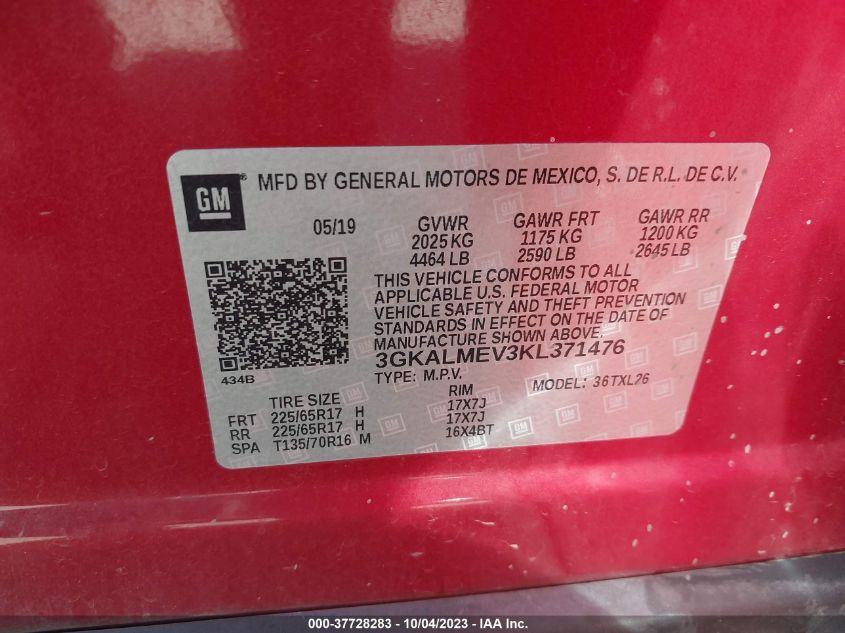 GM
MFD BY GENERAL MOTORS DE MEXICO, S. DE R.L. DE C.V.
05/19 GVWR GAWR FRT GAWR RR
2025 KG 1175 KG 1200 KG
4464 LB 2590 LB 2645 LB
THIS VEHICLE CONFORMS TO ALL
APPLICABLE U.S. FEDERAL MOTOR
VEHICLE SAFETY AND THEFT PREVENTION
STANDARDS IN EFFECT ON THE DATE OF
MANUFACTURE SHOWN ABOVE.
3GKALMEV3KL371476
434B
TYPE: M.P.V. MODEL: 36TXL26
TIRE SIZE RIM
FRT 225/65R17 H 17X7J
RR 225/65R17 H 17X7J
SPA T135/70R16 M 16X4BT
000-37728283 - 10/04/2023 - IAA Inc.